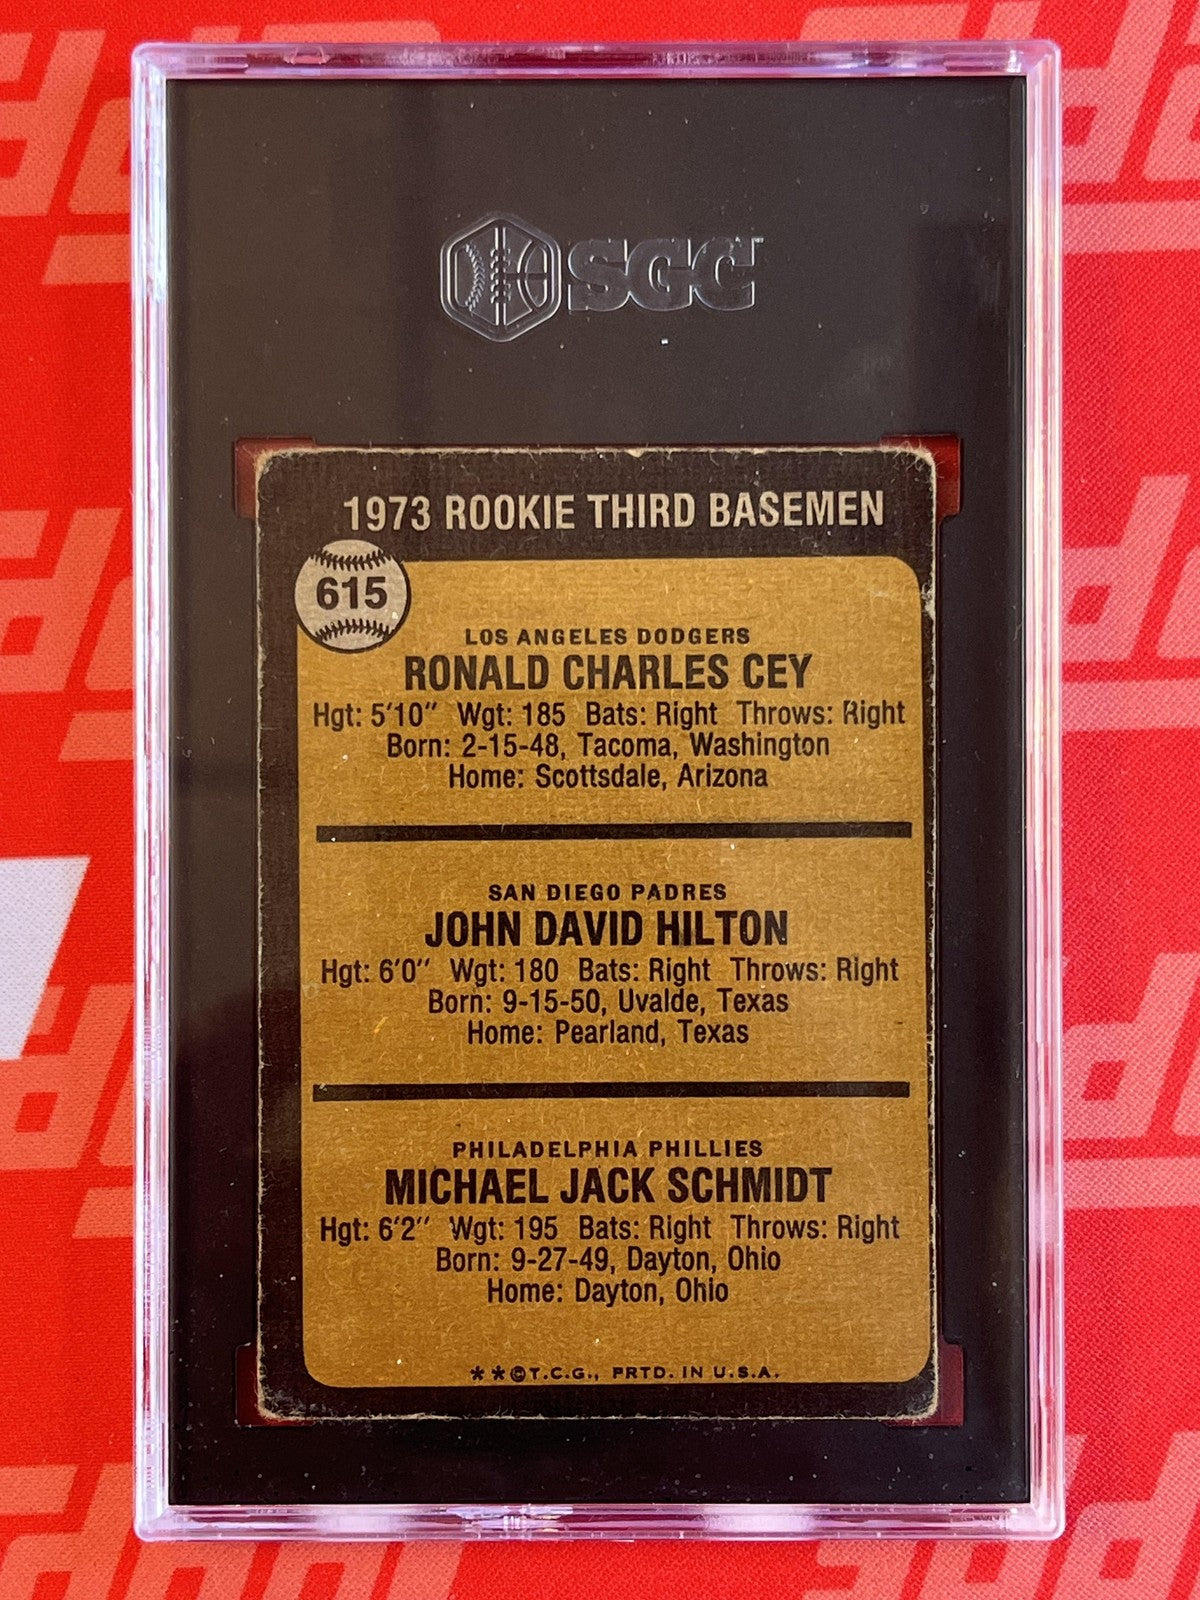 SGC™
1973 ROOKIE THIRD BASEMEN
615
LOS ANGELES DODGERS
RONALD CHARLES CEY
Hgt: 5'10" Wgt: 185 Bats: Right Throws: Right
Born: 2-15-48, Tacoma, Washington
Home: Scottsdale, Arizona
SAN DIEGO PADRES
JOHN DAVID HILTON
Hgt: 6'0" Wgt: 180 Bats: Right Throws: Right
Born: 9-15-50, Uvalde, Texas
Home: Pearland, Texas
PHILADELPHIA PHILLIES
MICHAEL JACK SCHMIDT
Hgt: 6'2" Wgt: 195 Bats: Right Throws: Right
Born: 9-27-49, Dayton, Ohio
Home: Dayton, Ohio
**©T.C.G., PRTD. IN U.S.A.